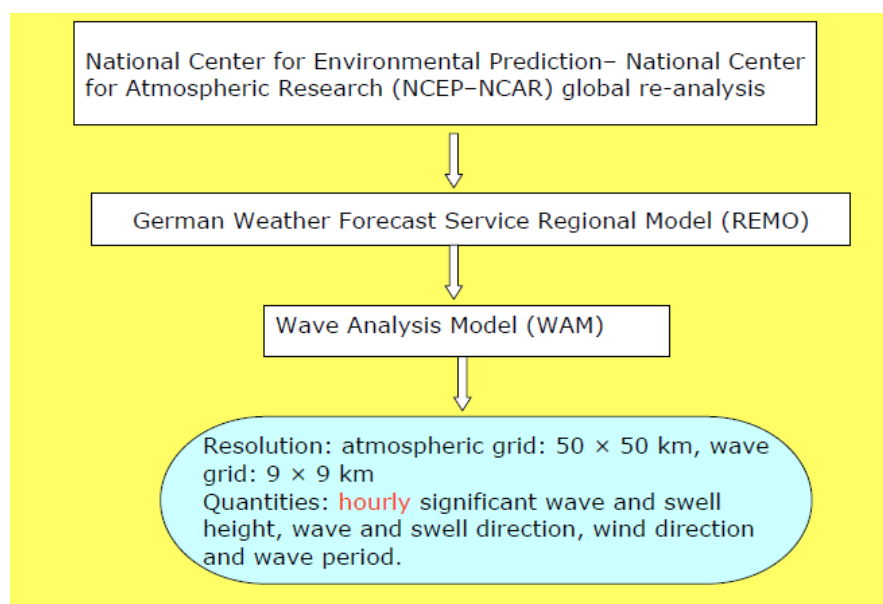 National Center for Environmental Prediction– National Center
for Atmospheric Research (NCEP–NCAR) global re-analysis
German Weather Forecast Service Regional Model (REMO)
Wave Analysis Model (WAM)
Resolution: atmospheric grid: 50 × 50 km, wave
grid: 9 × 9 km
Quantities: hourly significant wave and swell
height, wave and swell direction, wind direction
and wave period.